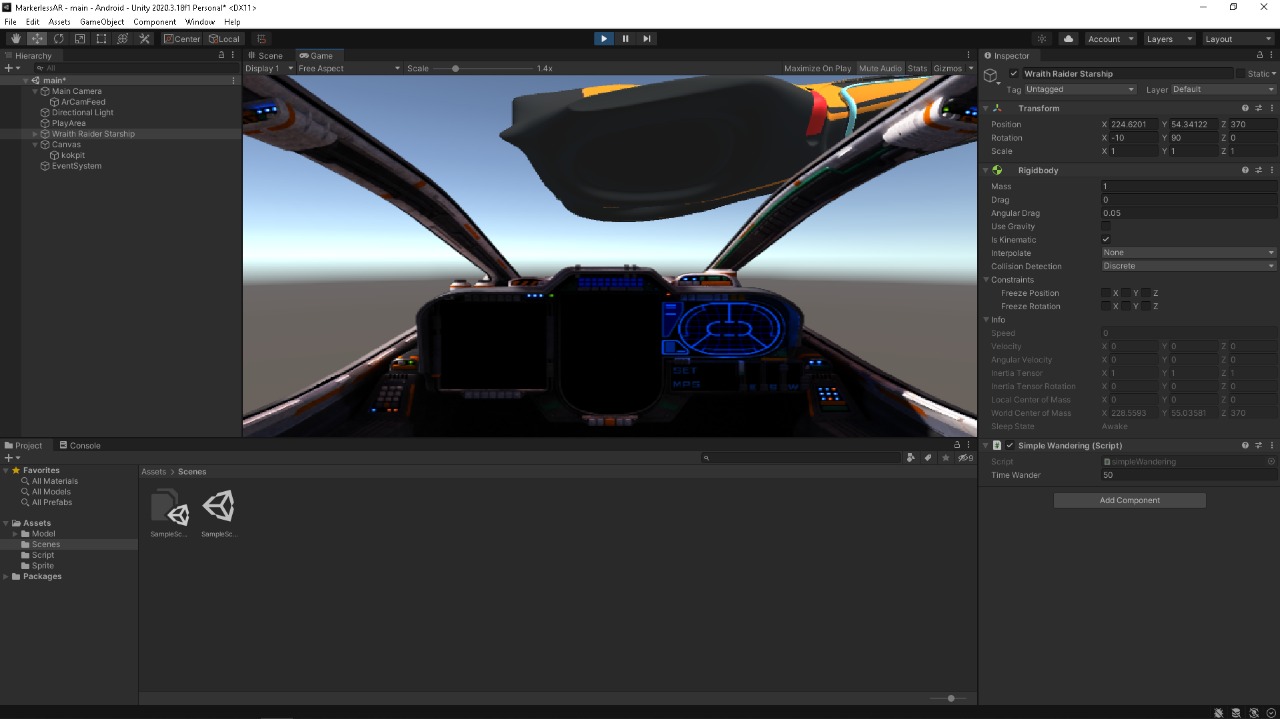 MarkerlessAR - main - Android - Unity 2020.3.18f1 Personal* <DX11>
File Edit Assets GameObject Component Window Help
Center Local Account Layers Layout
Hierarchy
All
main*
Main Camera
ArCamFeed
Directional Light
PlayArea
Wraith Raider Starship
Canvas
kokpit
EventSystem
Scene Game
Display 1 Free Aspect Scale 1.4x Maximize On Play Mute Audio Stats Gizmos
SET
MPG
Inspector
Wraith Raider Starship Static
Tag Untagged Layer Default
Transform
Position X 224.6201 Y 54.34122 Z 370
Rotation X -10 Y 90 Z 0
Scale X 1 Y 1 Z 1
Rigidbody
Mass 1
Drag 0
Angular Drag 0.05
Use Gravity
Is Kinematic
Interpolate None
Collision Detection Discrete
Constraints
Freeze Position X Y Z
Freeze Rotation X Y Z
Info
Speed 0
Velocity X 0 Y 0 Z 0
Angular Velocity X 0 Y 0 Z 0
Inertia Tensor X 1 Y 1 Z 1
Inertia Tensor Rotation X 0 Y 0 Z 0
Local Center of Mass X 0 Y 0 Z 0
World Center of Mass X 228.5593 Y 55.03581 Z 370
Sleep State Awake
Simple Wandering (Script)
Script simpleWandering
Time Wander 50
Add Component
Project Console
9
Favorites
All Materials
All Models
All Prefabs
Assets
Model
Scenes
Script
Sprite
Packages
Assets > Scenes
SampleSc... SampleSc...